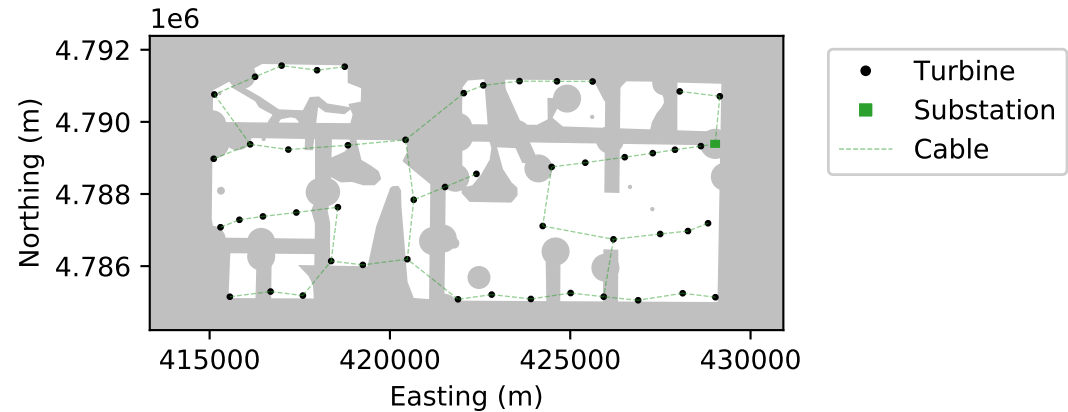 1e6
4.792
4.790
4.788
4.786
Northing (m)
415000 420000 425000 430000
Easting (m)
Turbine
Substation
Cable